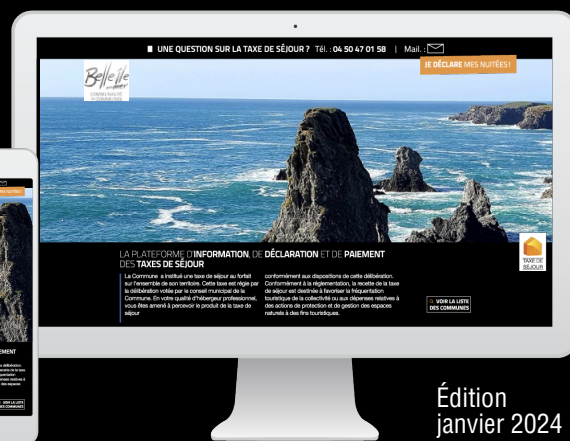 UNE QUESTION SUR LA TAXE DE SÉJOUR ? Tél. : 04 50 47 01 58 | Mail. :
JE DÉCLARE MES NUITÉES !
Belle île
en mer
COMMUNAUTÉ
DE COMMUNES
LA PLATEFORME D'INFORMATION, DE DÉCLARATION ET DE PAIEMENT
DES TAXES DE SÉJOUR
La Commune a institué une taxe de séjour au forfait
sur l'ensemble de son territoire. Cette taxe est régie par
la délibération votée par le conseil municipal de la
Commune. En votre qualité d'hébergeur professionnel,
vous êtes amené à percevoir le produit de la taxe de
séjour
conformément aux dispositions de cette délibération.
Conformément à la réglementation, la recette de la taxe
de séjour est destinée à favoriser la fréquentation
touristique de la collectivité ou aux dépenses relatives à
des actions de protection et de gestion des espaces
naturels à des fins touristiques.
TAXE DE
SÉJOUR
VOIR LA LISTE
DES COMMUNES
EMENT
VOIR LA LISTE
DES COMMUNES
Édition
janvier 2024